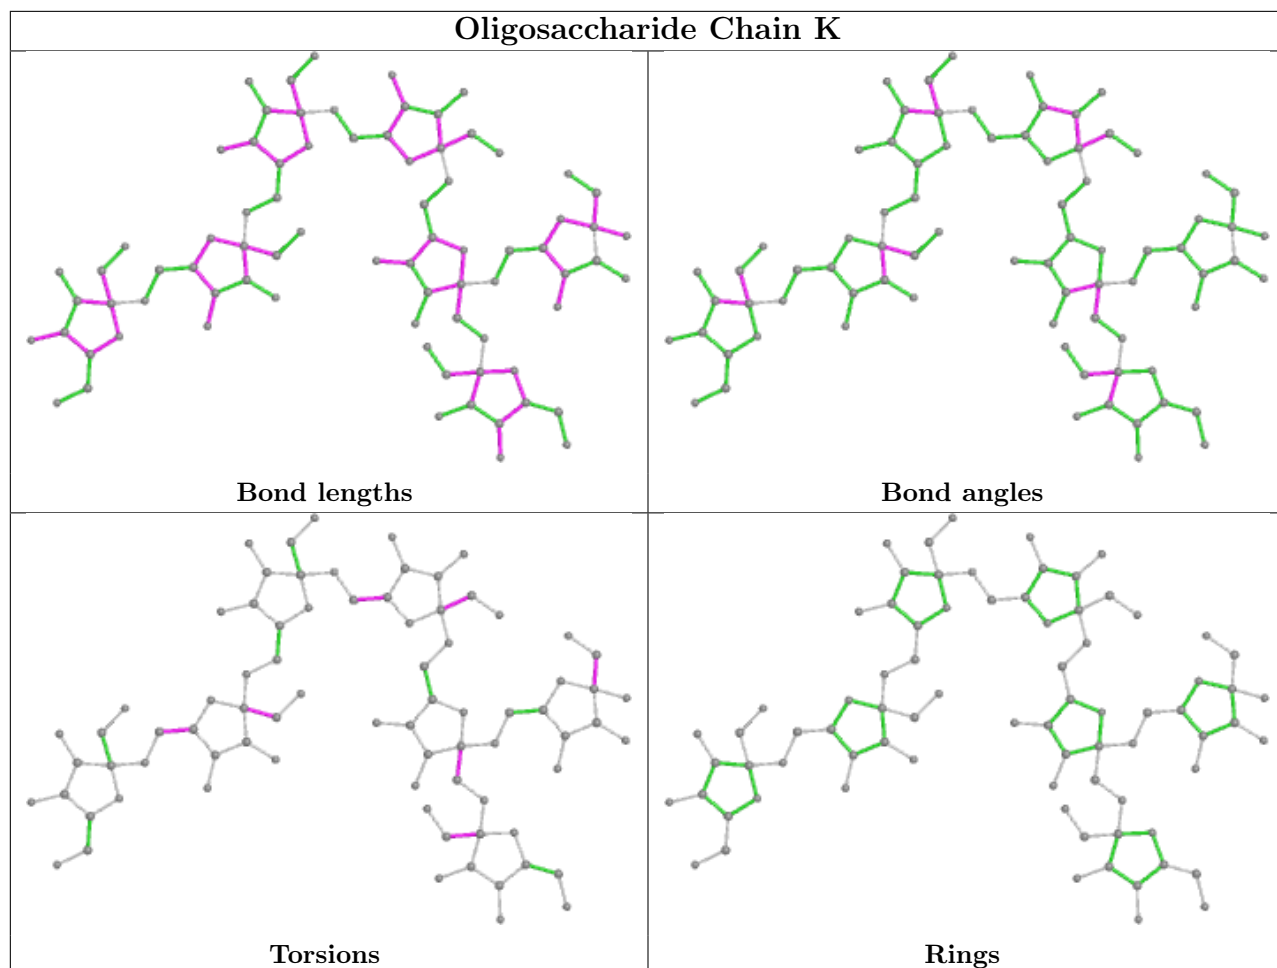 Oligosaccharide Chain K
Bond lengths
Bond angles
Torsions
Rings